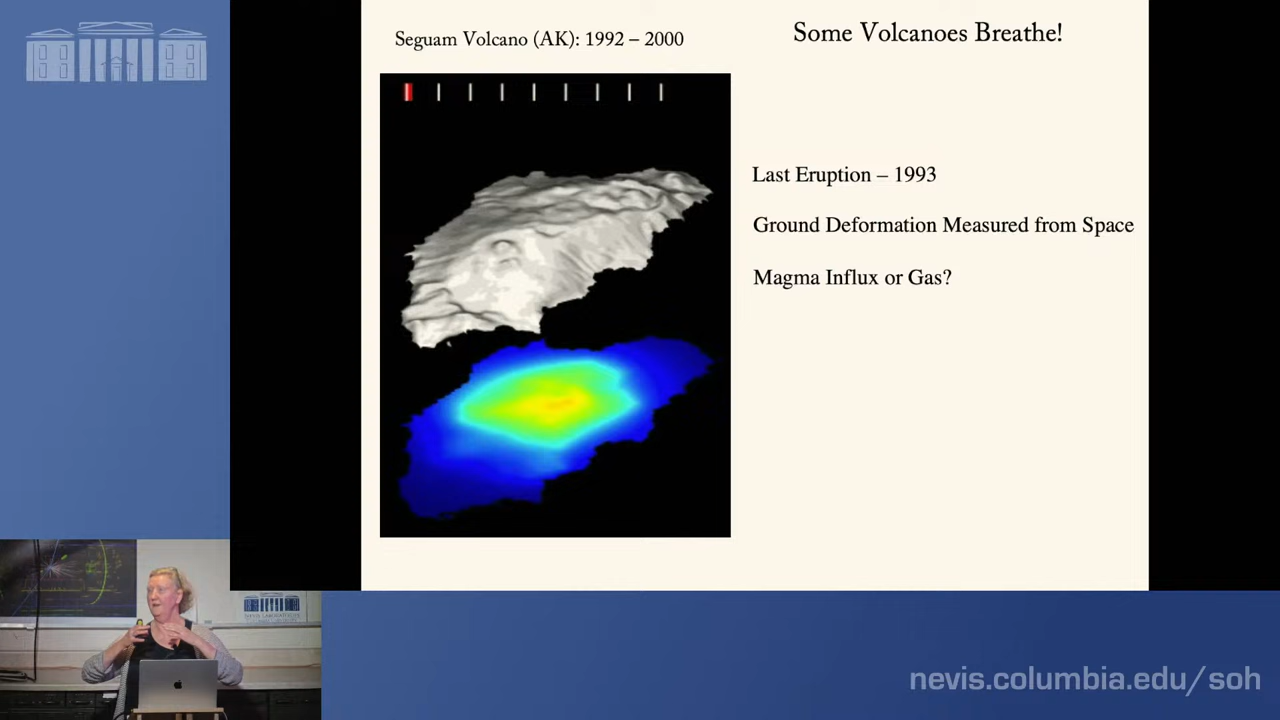 Seguam Volcano (AK): 1992 – 2000
Some Volcanoes Breathe!
Last Eruption – 1993
Ground Deformation Measured from Space
Magma Influx or Gas?
nevis.columbia.edu/soh